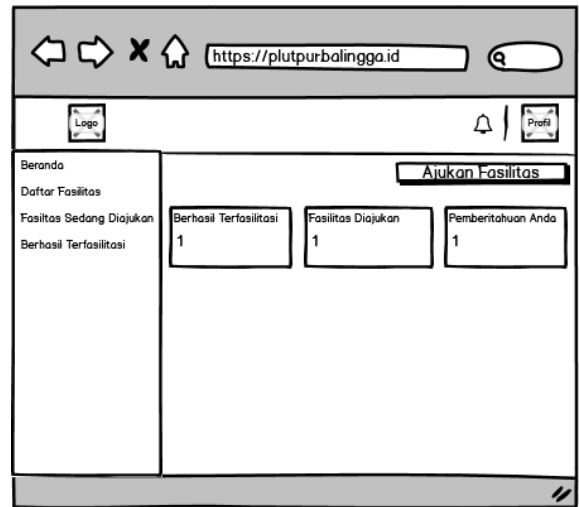 https://plutpurbalingga.id
Logo
Profil
Beranda
Daftar Fasilitas
Fasiltas Sedang Diajukan
Berhasil Terfasilitasi
Ajukan Fasilitas
Berhasil Terfasilitasi
1
Fasilitas Diajukan
1
Pemberitahuan Anda
1